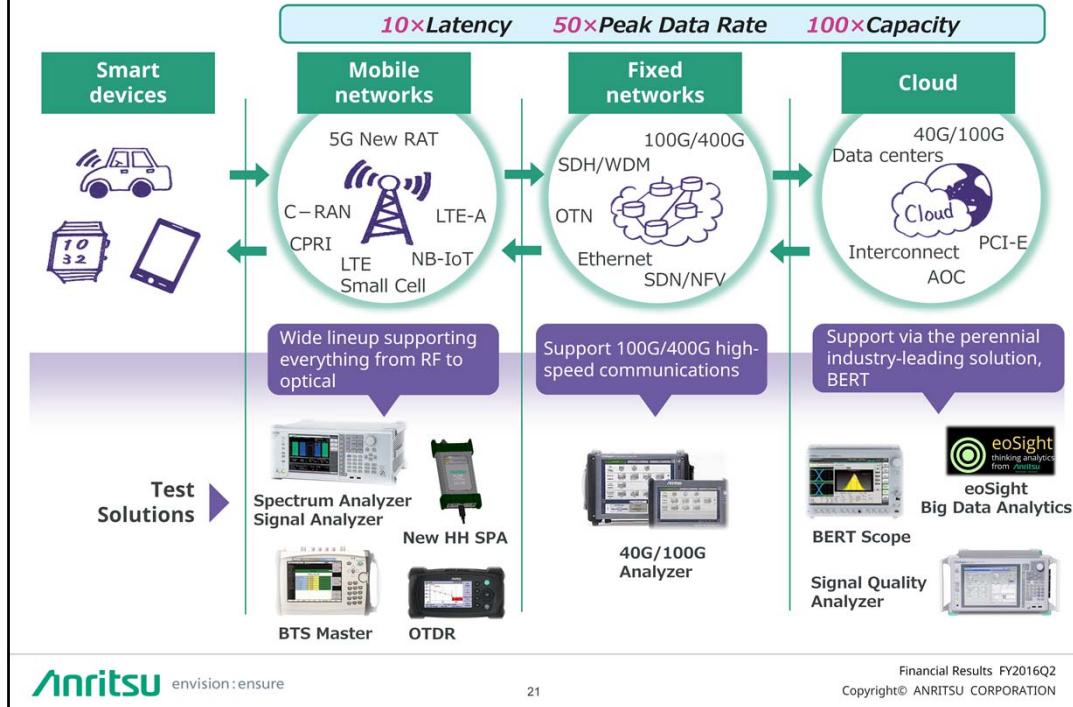 10×Latency 50×Peak Data Rate 100×Capacity
Smart
devices
Mobile
networks
Fixed
networks
Cloud
5G New RAT
C−RAN
LTE-A
CPRI
LTE
NB-IoT
Small Cell
100G/400G
SDH/WDM
OTN
Ethernet
SDN/NFV
40G/100G
Data centers
Cloud
Interconnect
PCI-E
AOC
10
32
Wide lineup supporting
everything from RF to
optical
Support 100G/400G high-
speed communications
Support via the perennial
industry-leading solution,
BERT
Test
Solutions
Spectrum Analyzer
Signal Analyzer
New HH SPA
BTS Master
OTDR
40G/100G
Analyzer
BERT Scope
eoSight
thinking analytics
from Anritsu
eoSight
Big Data Analytics
Signal Quality
Analyzer
Anritsu envision : ensure
21
Financial Results FY2016Q2
Copyright© ANRITSU CORPORATION